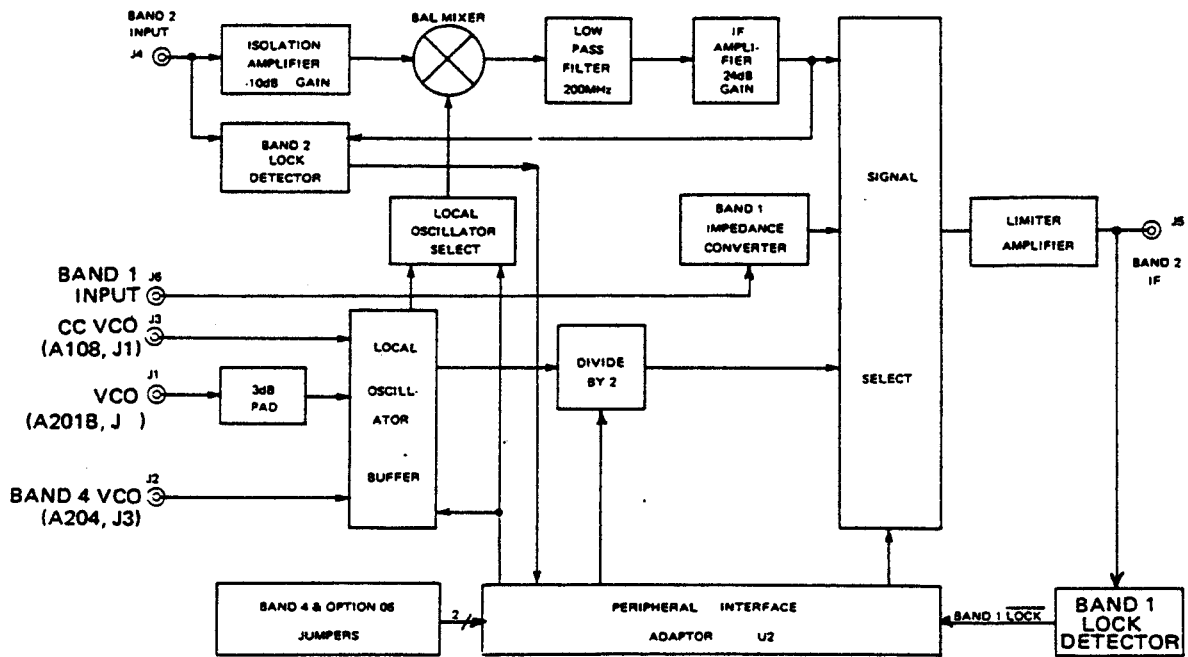 BAND 2
INPUT
J4
ISOLATION
AMPLIFIER
-10dB GAIN
BAL MIXER
LOW
PASS
FILTER
200MHz
IF
AMPLI-
FIER
24dB
GAIN
BAND 2
LOCK
DETECTOR
SIGNAL
SELECT
LOCAL
OSCILLATOR
SELECT
BAND 1
IMPEDANCE
CONVERTER
LIMITER
AMPLIFIER
J5
BAND 2
IF
BAND 1
INPUT
J6
CC VCO
(A108, J1)
J3
VCO
(A201B, J )
J1
3dB
PAD
LOCAL
OSCILL-
ATOR
BUFFER
DIVIDE
BY 2
BAND 4 VCO
(A204, J3)
J2
BAND 4 & OPTION 06
JUMPERS
2
PERIPHERAL INTERFACE
ADAPTOR U2
BAND 1 LOCK
BAND 1
LOCK
DETECTOR